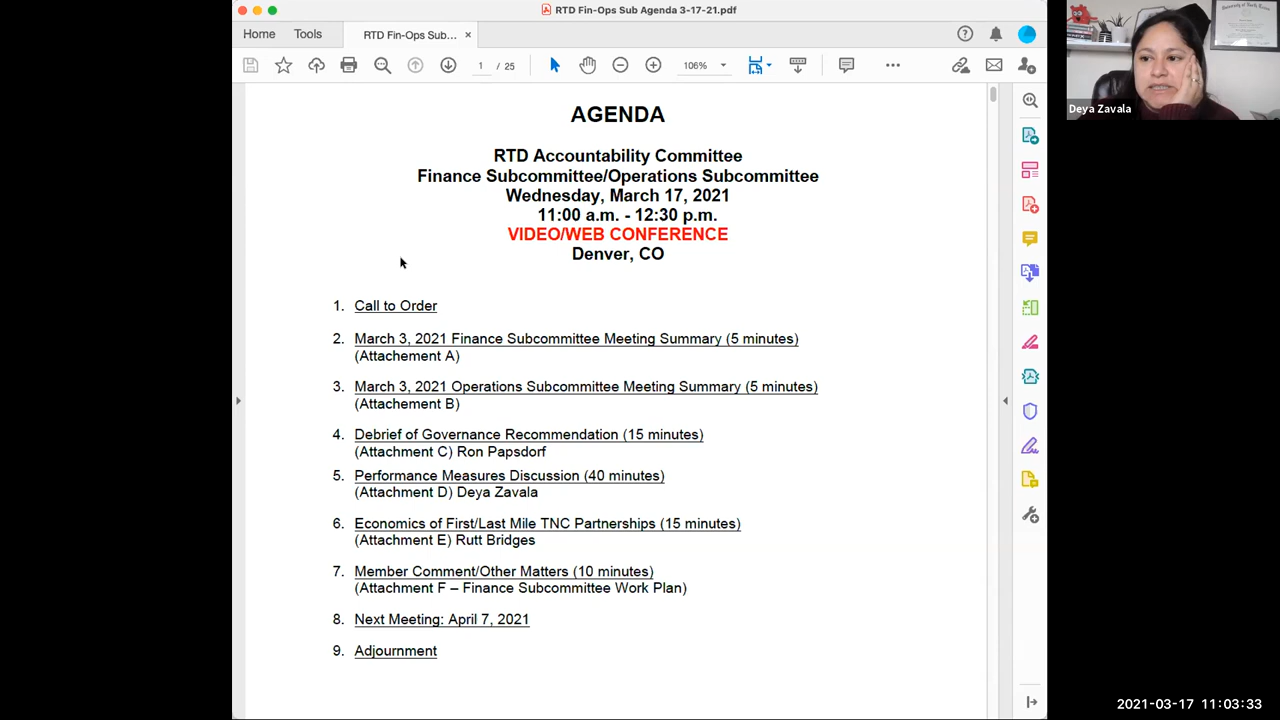 RTD Fin-Ops Sub Agenda 3-17-21.pdf
Home Tools RTD Fin-Ops Sub... ×
1 / 25 106%
AGENDA
RTD Accountability Committee
Finance Subcommittee/Operations Subcommittee
Wednesday, March 17, 2021
11:00 a.m. - 12:30 p.m.
VIDEO/WEB CONFERENCE
Denver, CO
1. Call to Order
2. March 3, 2021 Finance Subcommittee Meeting Summary (5 minutes)
(Attachement A)
3. March 3, 2021 Operations Subcommittee Meeting Summary (5 minutes)
(Attachement B)
4. Debrief of Governance Recommendation (15 minutes)
(Attachment C) Ron Papsdorf
5. Performance Measures Discussion (40 minutes)
(Attachment D) Deya Zavala
6. Economics of First/Last Mile TNC Partnerships (15 minutes)
(Attachment E) Rutt Bridges
7. Member Comment/Other Matters (10 minutes)
(Attachment F – Finance Subcommittee Work Plan)
8. Next Meeting: April 7, 2021
9. Adjournment
Deya Zavala
2021-03-17 11:03:33